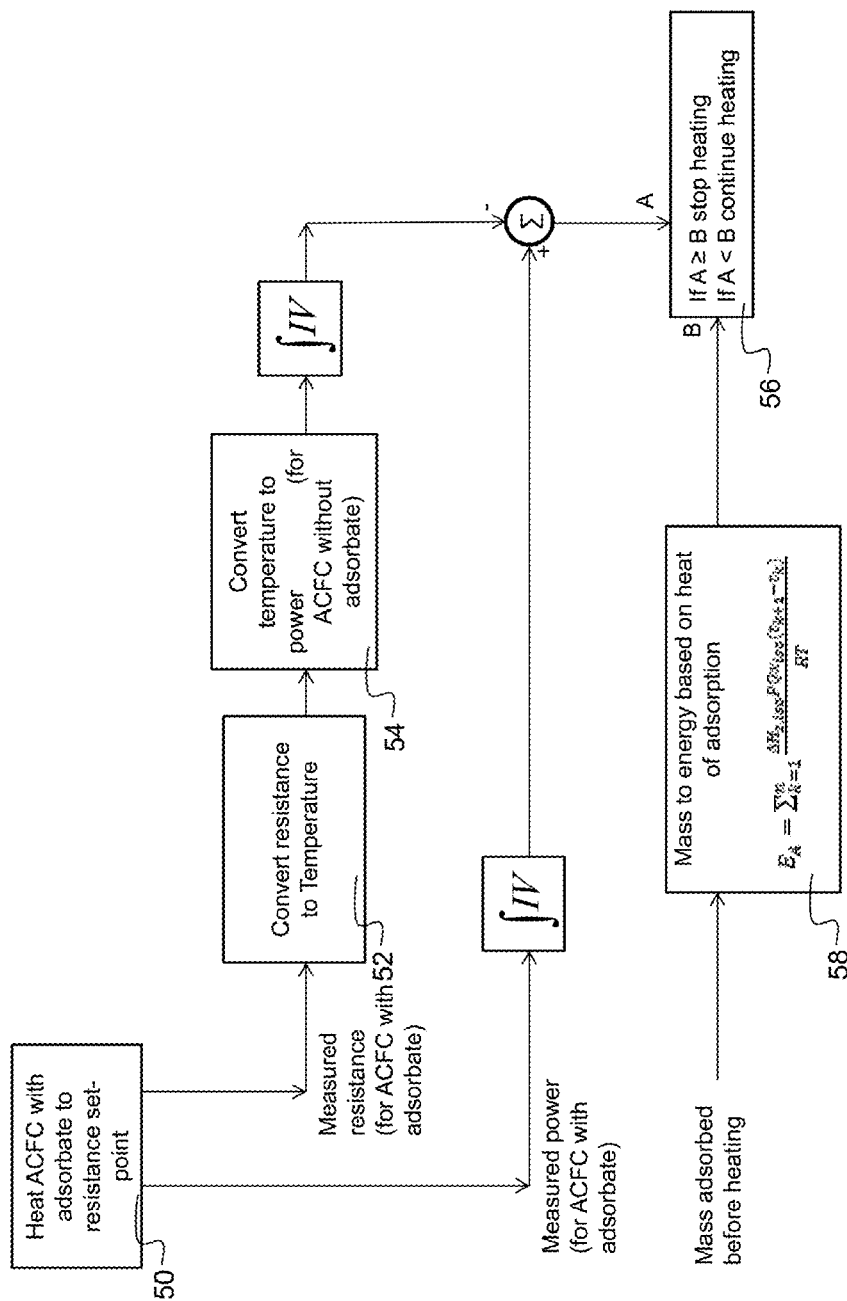 Heat ACFC with
adsorbate to
resistance set-
point
50
Measured
resistance
(for ACFC with
adsorbate)
Convert resistance
to Temperature
52
Convert
temperature to
power (for
ACFC without
adsorbate)
54
∫IV
-
Measured power
(for ACFC with
adsorbate)
∫IV
+
Σ
A
Mass adsorbed
before heating
Mass to energy based on heat
of adsorption
58
B
If A ≥ B stop heating
If A < B continue heating
56